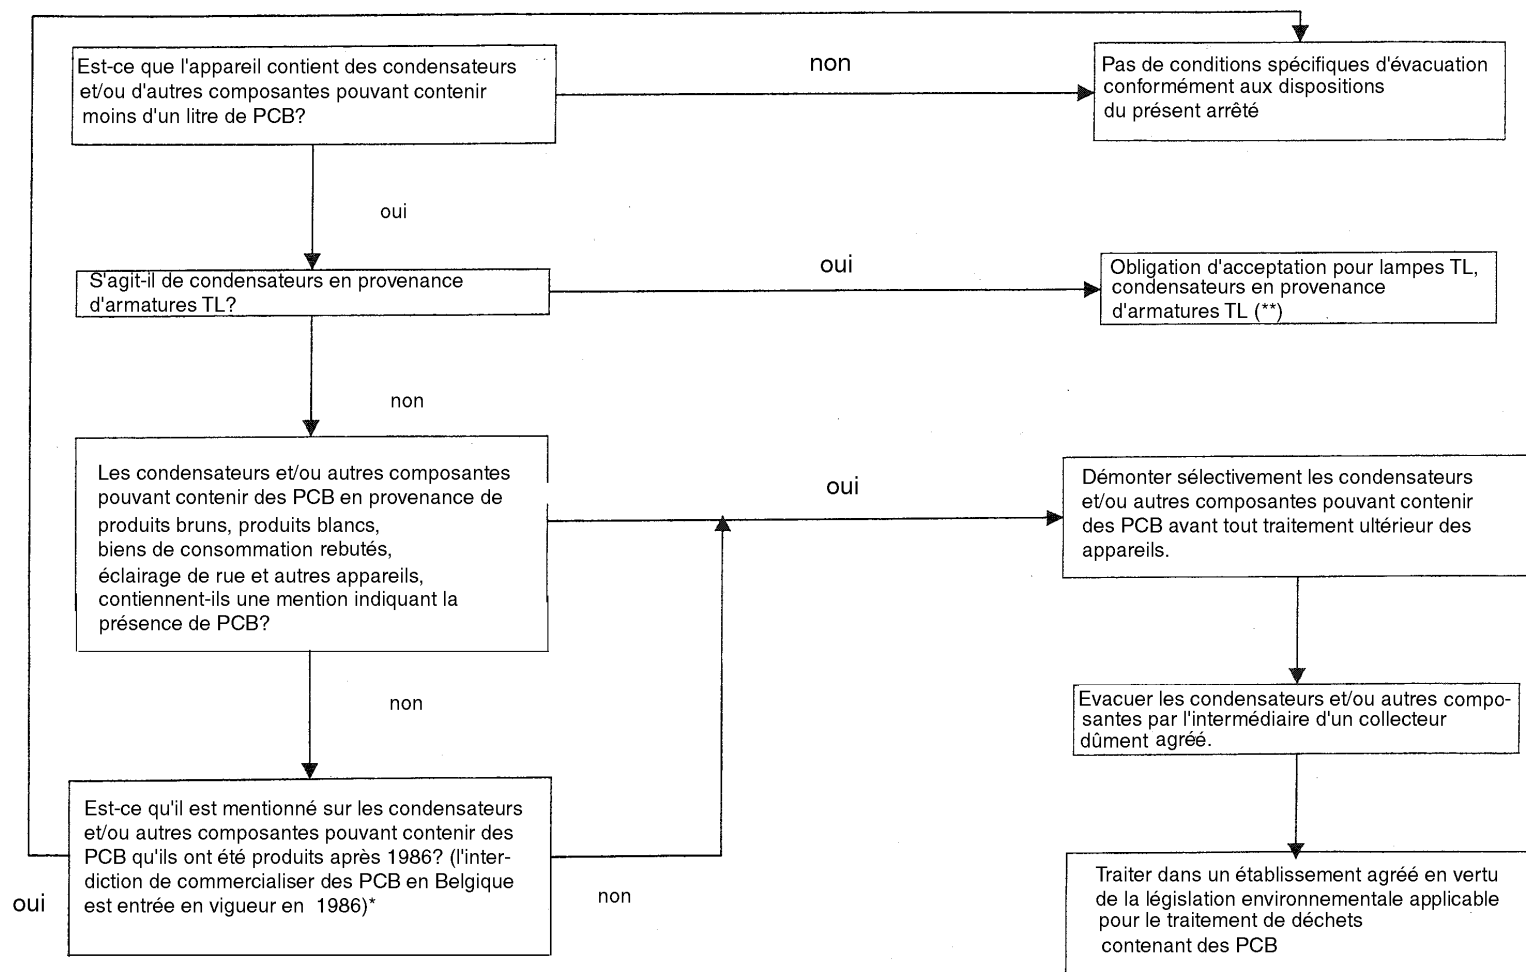 Est-ce que l'appareil contient des condensateurs
et/ou d'autres composantes pouvant contenir
moins d'un litre de PCB?
non
Pas de conditions spécifiques d'évacuation
conformément aux dispositions
du présent arrêté
oui
S'agit-il de condensateurs en provenance
d'armatures TL?
oui
Obligation d'acceptation pour lampes TL,
condensateurs en provenance
d'armatures TL (**)
non
Les condensateurs et/ou autres composantes
pouvant contenir des PCB en provenance de
produits bruns, produits blancs,
biens de consommation rebutés,
éclairage de rue et autres appareils,
contiennent-ils une mention indiquant la
présence de PCB?
oui
Démonter sélectivement les condensateurs
et/ou autres composantes pouvant contenir
des PCB avant tout traitement ultérieur des
appareils.
non
Evacuer les condensateurs et/ou autres compo-
santes par l'intermédiaire d'un collecteur
dûment agréé.
Est-ce qu'il est mentionné sur les condensateurs
et/ou autres composantes pouvant contenir des
PCB qu'ils ont été produits après 1986? (l'inter-
diction de commercialiser des PCB en Belgique
est entrée en vigueur en 1986)*
oui
non
Traiter dans un établissement agréé en vertu
de la législation environnementale applicable
pour le traitement de déchets
contenant des PCB